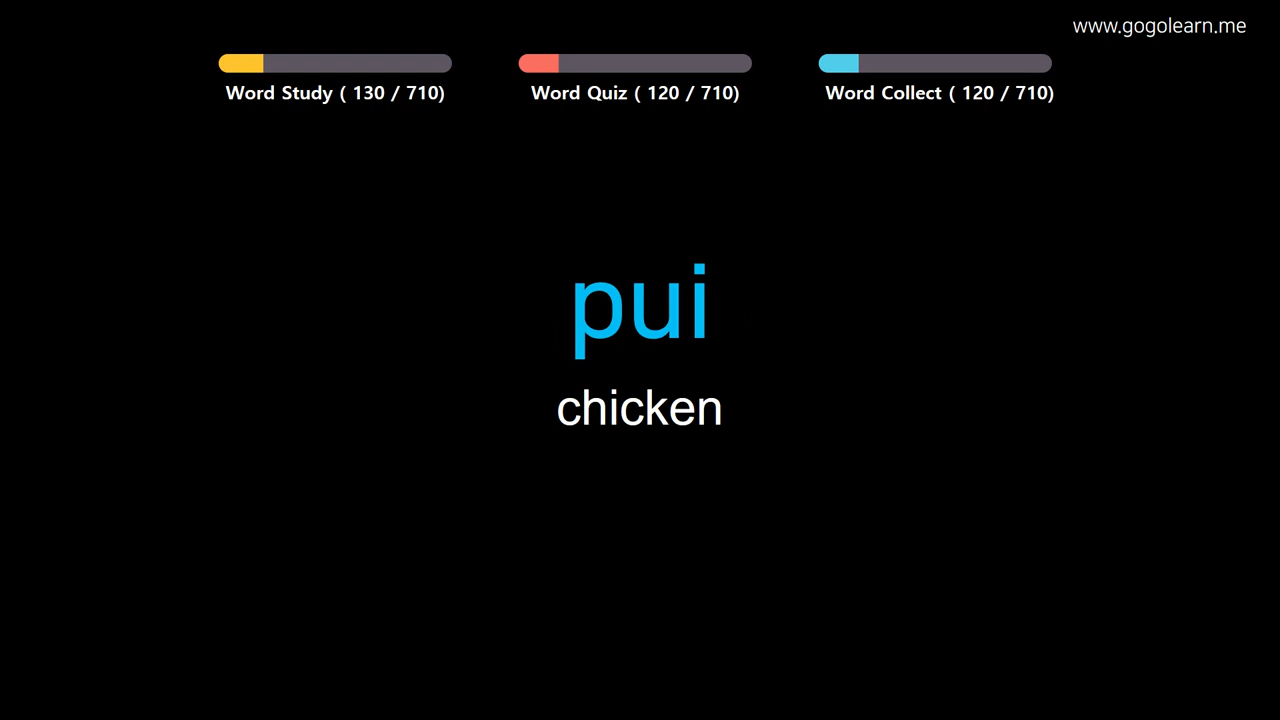 www.gogolearn.me
Word Study ( 130 / 710)
Word Quiz ( 120 / 710)
Word Collect ( 120 / 710)
pui
chicken